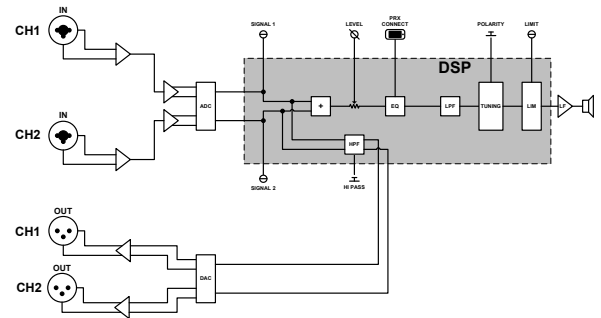 IN
CH1
SIGNAL 1
LEVEL
PRX
CONNECT
POLARITY
LIMIT
DSP
ADC
+
EQ
LPF
TUNING
LIM
LF
IN
CH2
HPF
SIGNAL 2
HI PASS
OUT
CH1
DAC
OUT
CH2